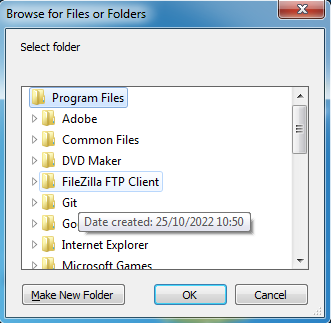 Browse for Files or Folders
Select folder
Program Files
Adobe
Common Files
DVD Maker
FileZilla FTP Client
Git
Go
Date created: 25/10/2022 10:50
Internet Explorer
Microsoft Games
Make New Folder
OK
Cancel